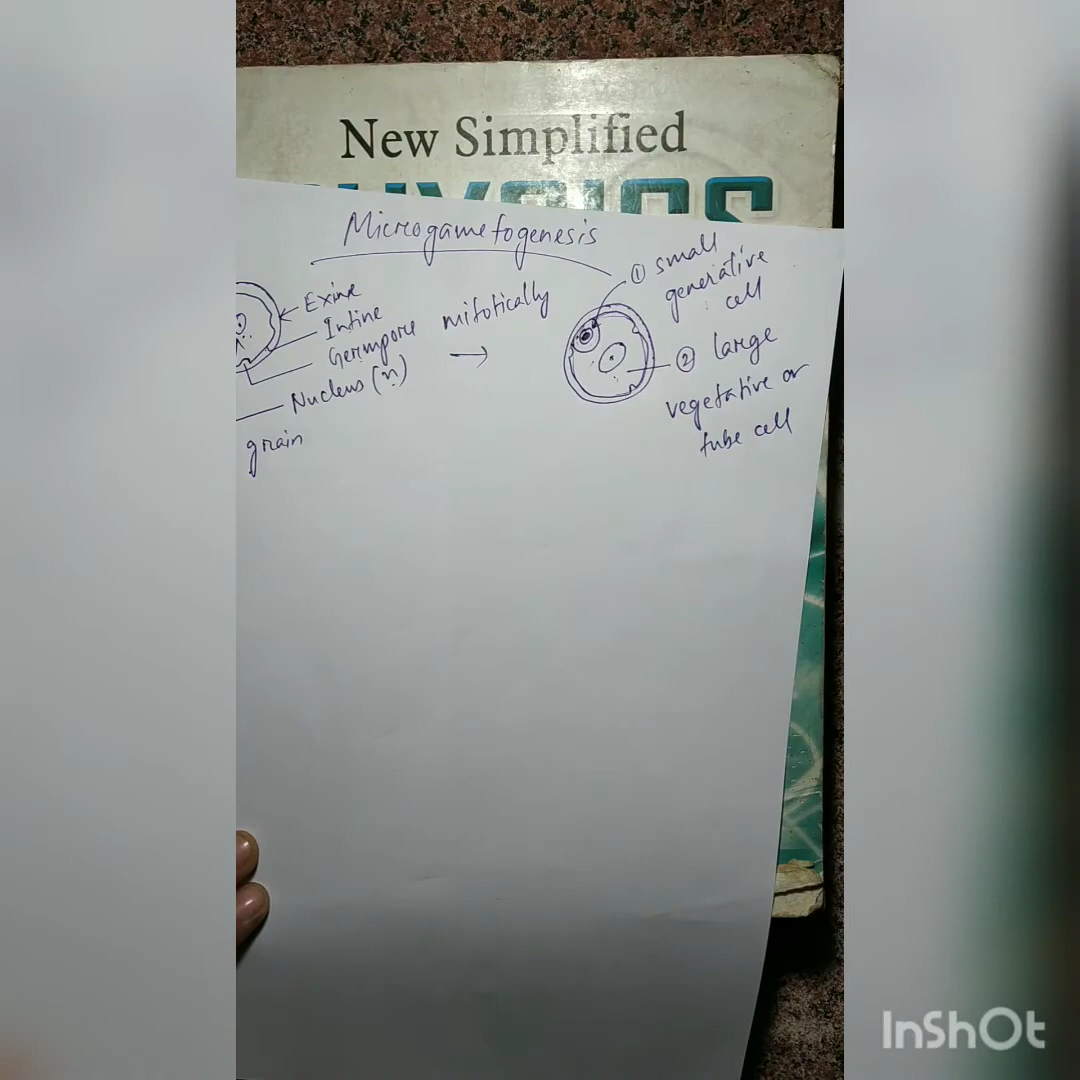 New Simplified
PHYSICS
Microgametogenesis
Exine
Intine
Germpore
Nucleus (n)
grain
mitotically
① small
generative
cell
② large
vegetative or
tube cell
InShOt